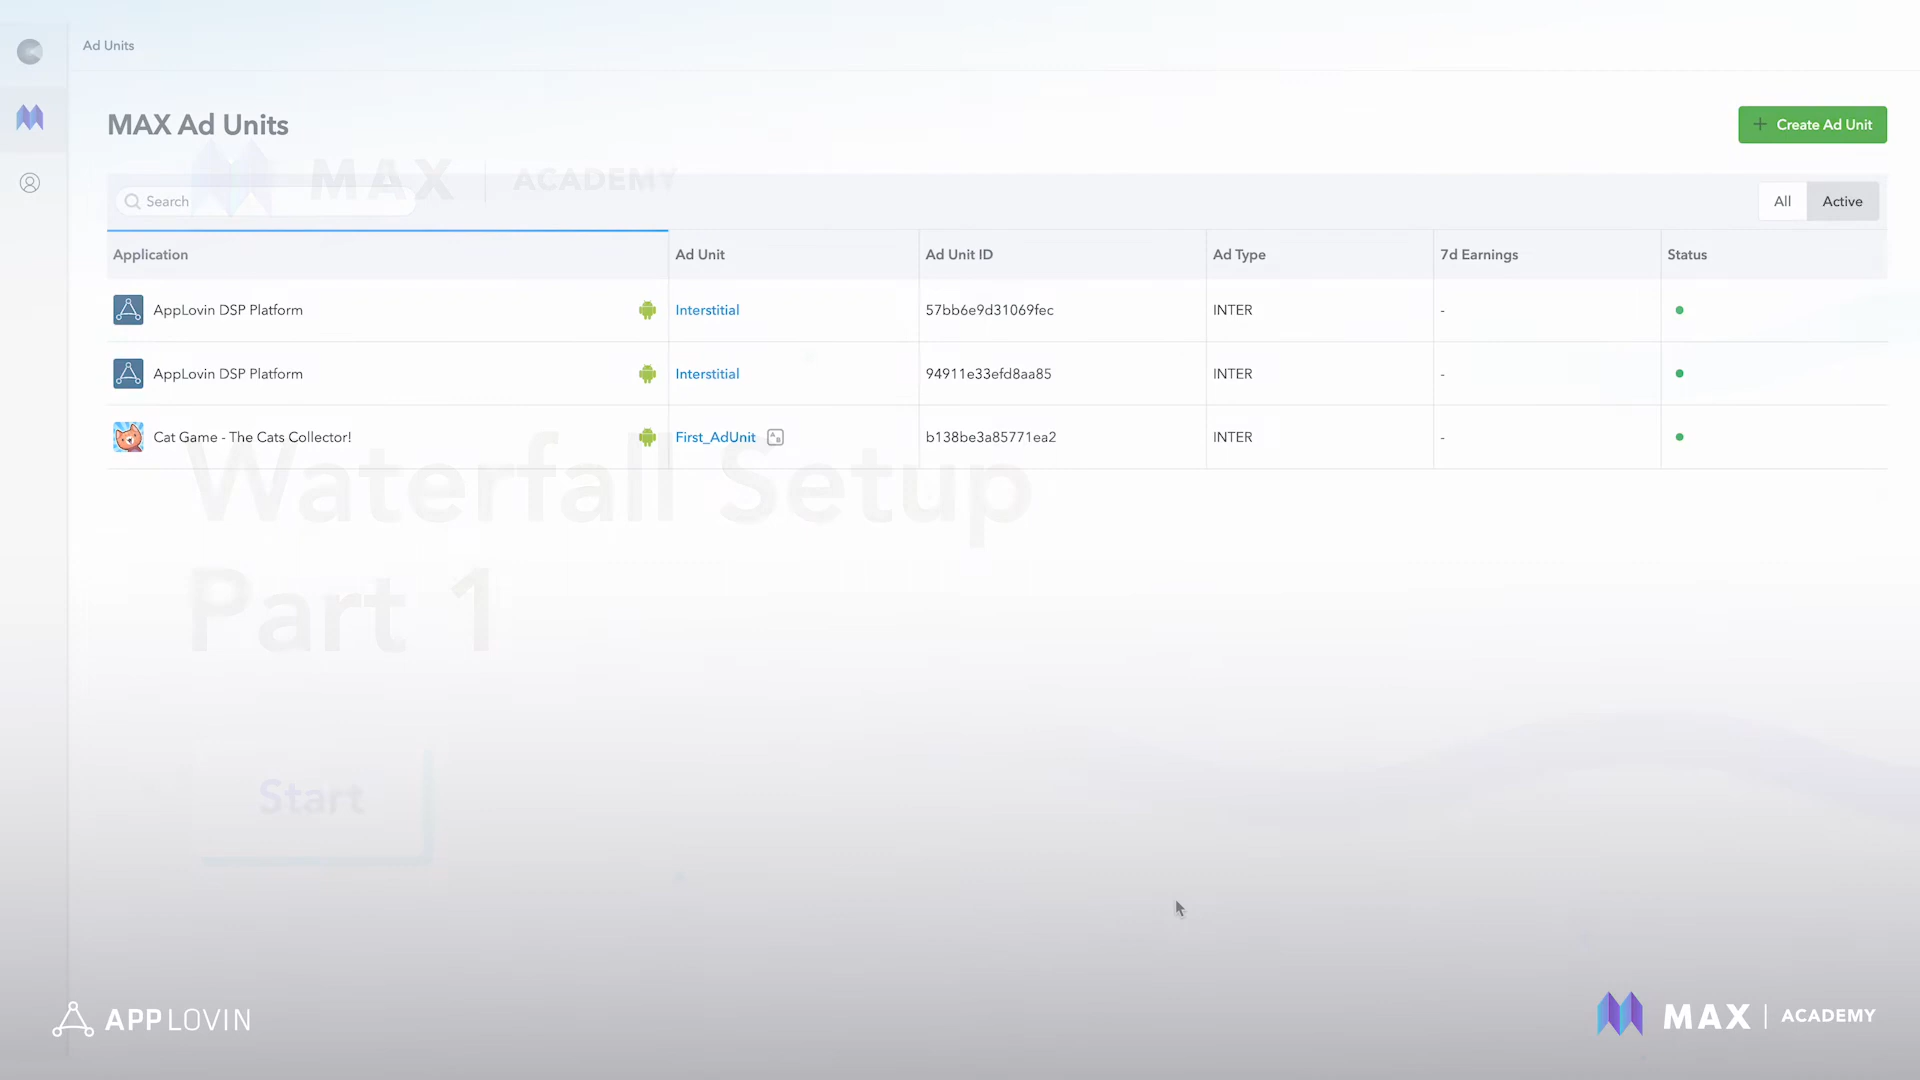 Ad Units
MAX Ad Units
+ Create Ad Unit
MAX | ACADEMY
Search
All
Active
Application
Ad Unit
Ad Unit ID
Ad Type
7d Earnings
Status
AppLovin DSP Platform
Interstitial
57bb6e9d31069fec
INTER
-
AppLovin DSP Platform
Interstitial
94911e33efd8aa85
INTER
-
Cat Game - The Cats Collector!
First_AdUnit
b138be3a85771ea2
INTER
-
Waterfall Setup
Part 1
Start
APPLOVIN
MAX | ACADEMY